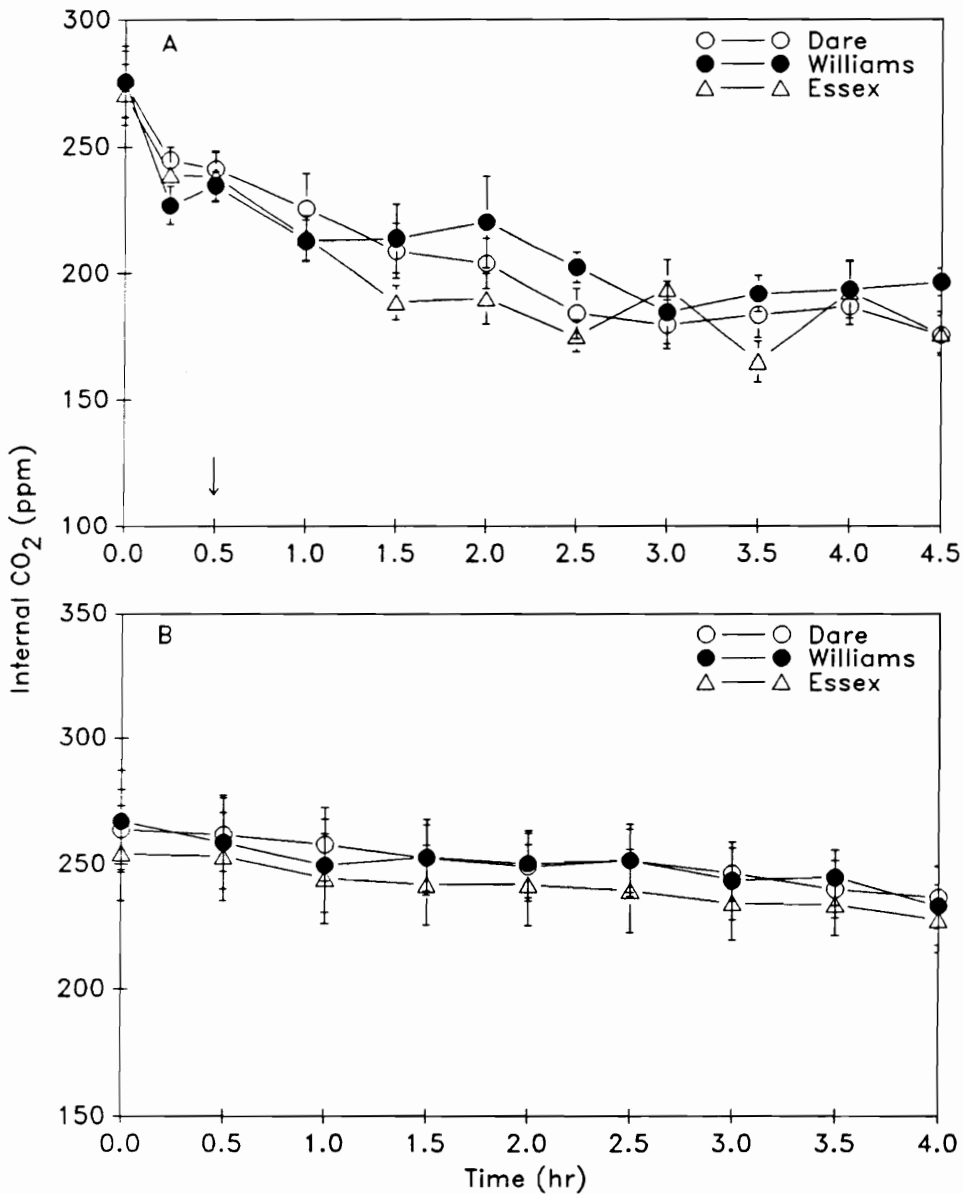 A
Dare
Williams
Essex
300
250
200
150
100
0.0 0.5 1.0 1.5 2.0 2.5 3.0 3.5 4.0 4.5
Internal CO2 (ppm)
B
Dare
Williams
Essex
350
300
250
200
150
0.0 0.5 1.0 1.5 2.0 2.5 3.0 3.5 4.0
Time (hr)